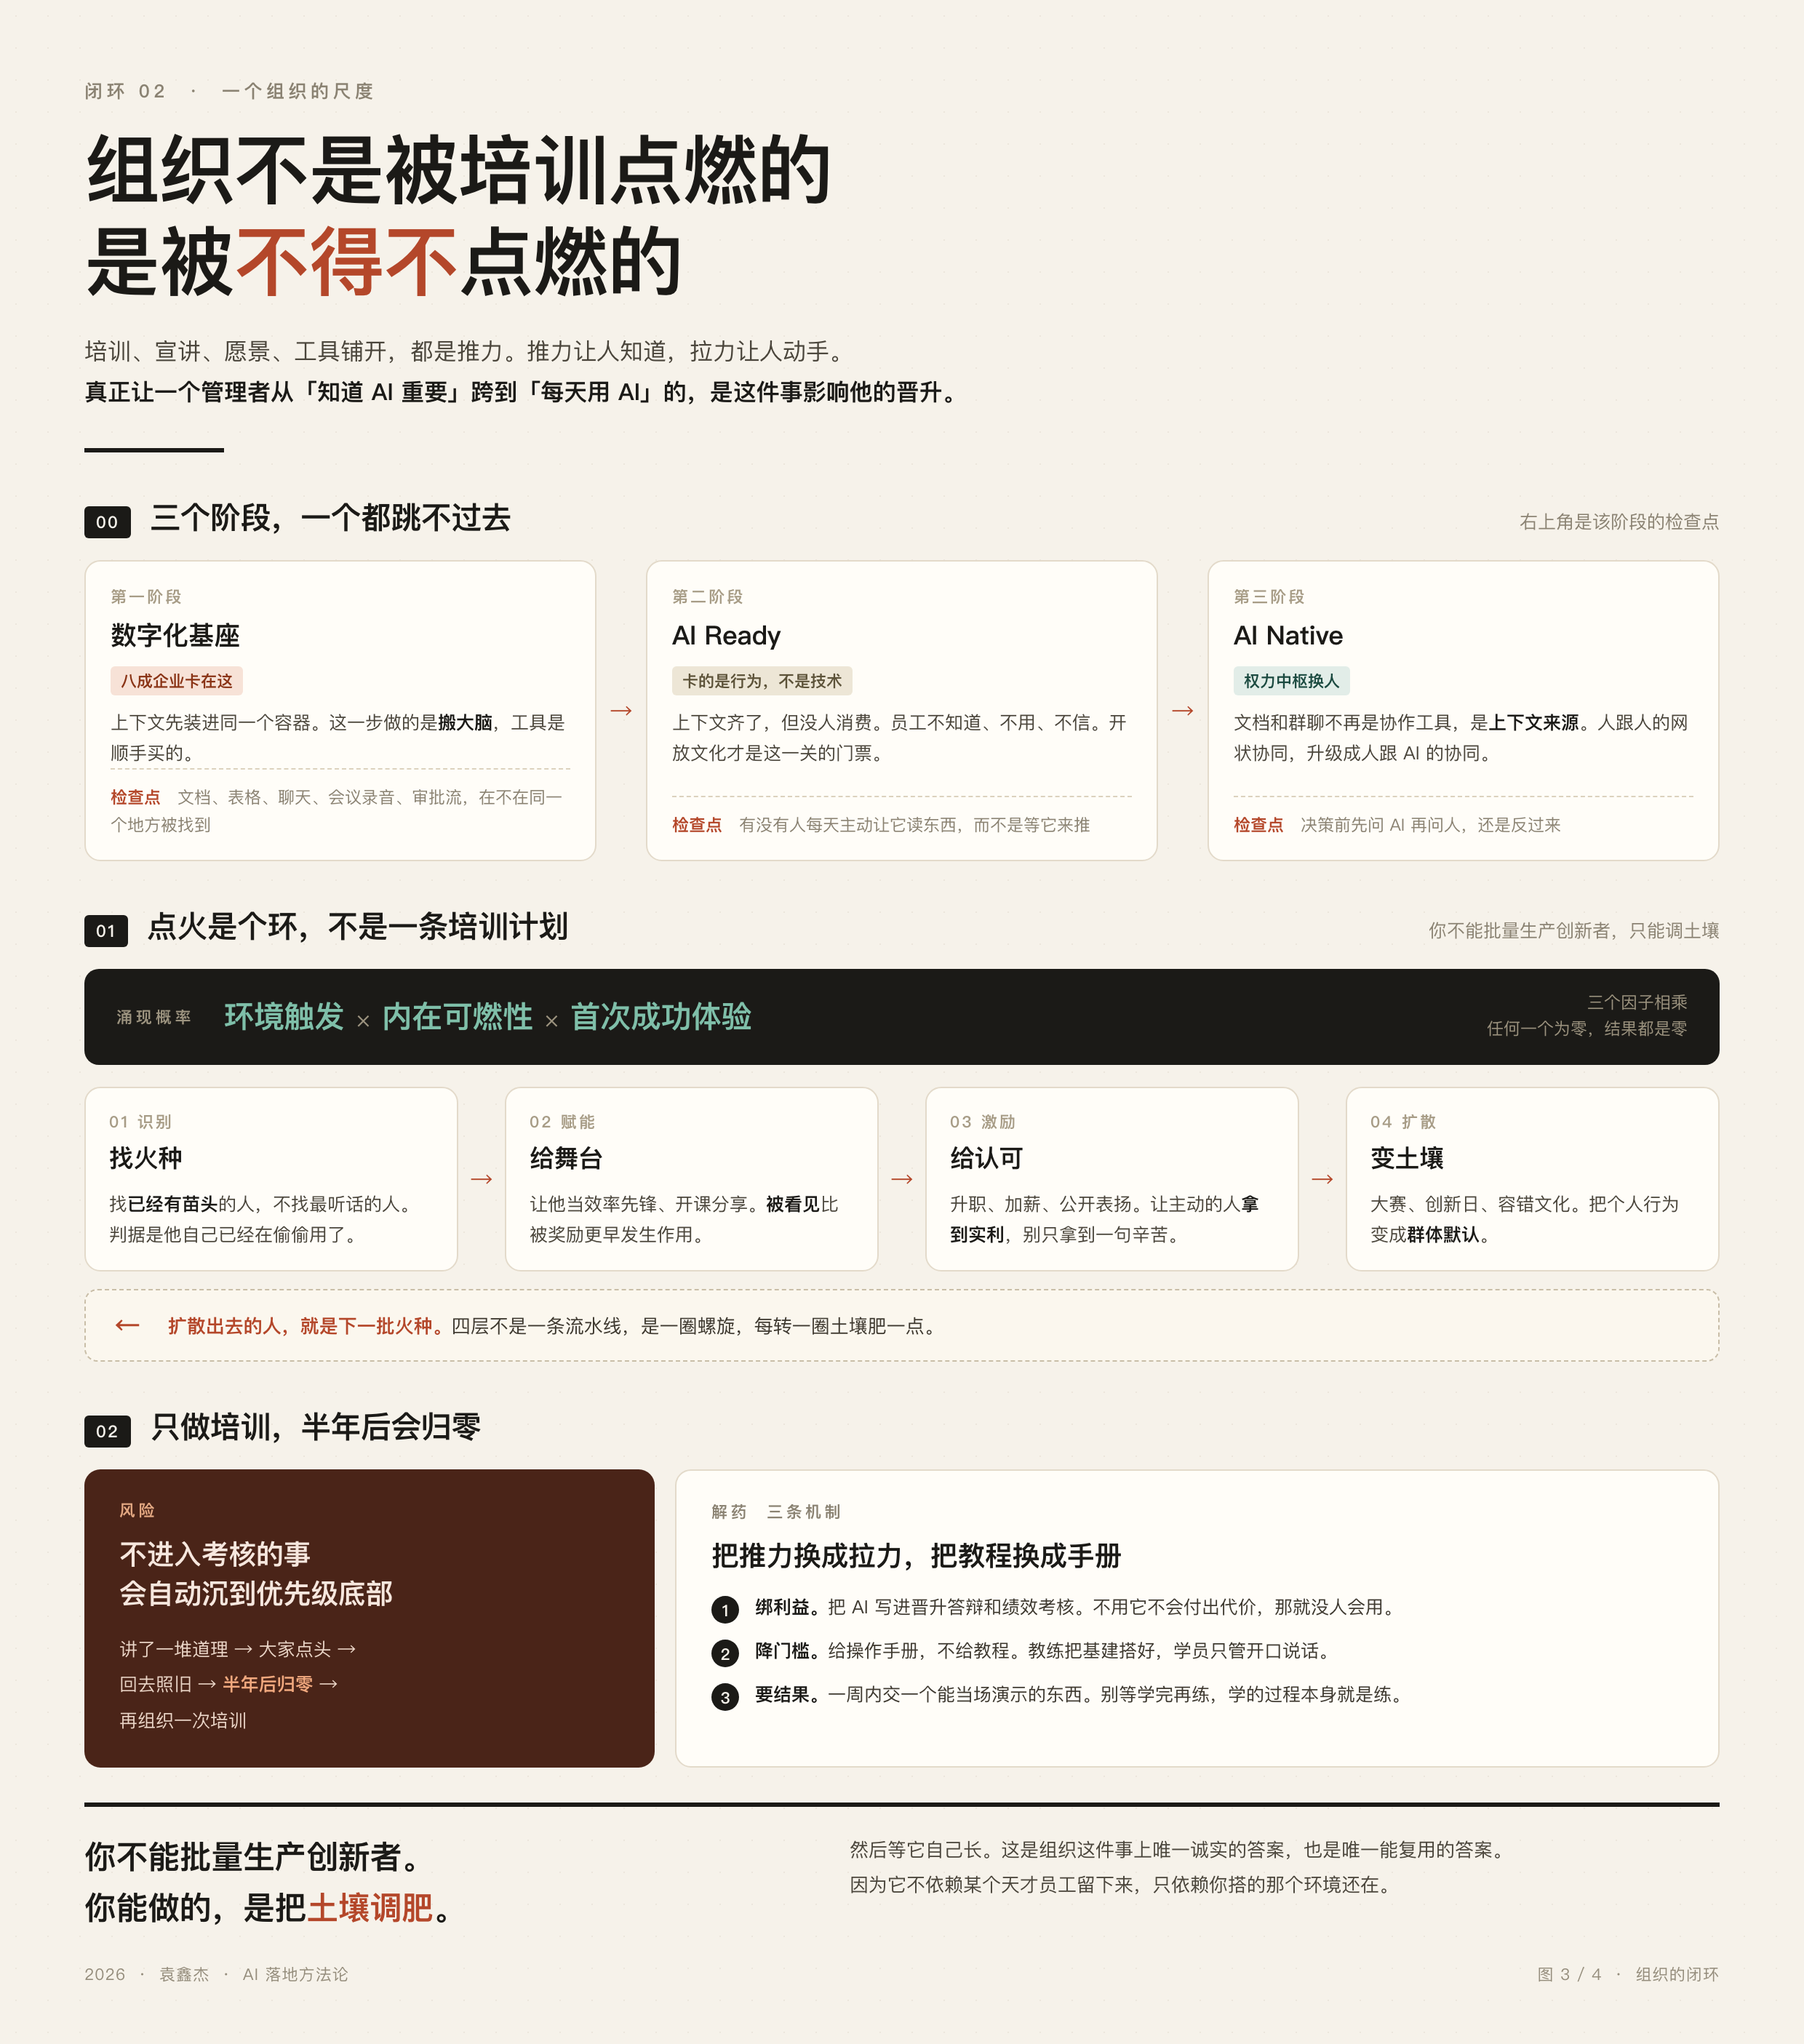 闭环 02 · 一个组织的尺度
组织不是被培训点燃的
是被不得不点燃的
培训、宣讲、愿景、工具铺开，都是推力。推力让人知道，拉力让人动手。
真正让一个管理者从「知道 AI 重要」跨到「每天用 AI」的，是这件事影响他的晋升。
00 三个阶段，一个都跳不过去
右上角是该阶段的检查点
第一阶段
数字化基座
八成企业卡在这
上下文先装进同一个容器。这一步做的是搬大脑，工具是
顺手买的。
检查点 文档、表格、聊天、会议录音、审批流，在不在同一
个地方被找到
→
第二阶段
AI Ready
卡的是行为，不是技术
上下文齐了，但没人消费。员工不知道、不用、不信。开
放文化才是这一关的门票。
检查点 有没有人每天主动让它读东西，而不是等它来推
→
第三阶段
AI Native
权力中枢换人
文档和群聊不再是协作工具，是上下文来源。人跟人的网
状协同，升级成人跟 AI 的协同。
检查点 决策前先问 AI 再问人，还是反过来
01 点火是个环，不是一条培训计划
你不能批量生产创新者，只能调土壤
涌现概率 环境触发 × 内在可燃性 × 首次成功体验
三个因子相乘
任何一个为零，结果都是零
01 识别
找火种
找已经有苗头的人，不找最听话的人。
判据是他自己已经在偷偷用了。
→
02 赋能
给舞台
让他当效率先锋、开课分享。被看见比
被奖励更早发生作用。
→
03 激励
给认可
升职、加薪、公开表扬。让主动的人拿
到实利，别只拿到一句辛苦。
→
04 扩散
变土壤
大赛、创新日、容错文化。把个人行为
变成群体默认。
← 扩散出去的人，就是下一批火种。四层不是一条流水线，是一圈螺旋，每转一圈土壤肥一点。
02 只做培训，半年后会归零
风险
不进入考核的事
会自动沉到优先级底部
讲了一堆道理 → 大家点头 →
回去照旧 → 半年后归零 →
再组织一次培训
解药 三条机制
把推力换成拉力，把教程换成手册
1 绑利益。把 AI 写进晋升答辩和绩效考核。不用它不会付出代价，那就没人会用。
2 降门槛。给操作手册，不给教程。教练把基建搭好，学员只管开口说话。
3 要结果。一周内交一个能当场演示的东西。别等学完再练，学的过程本身就是练。
你不能批量生产创新者。
你能做的，是把土壤调肥。
然后等它自己长。这是组织这件事上唯一诚实的答案，也是唯一能复用的答案。
因为它不依赖某个天才员工留下来，只依赖你搭的那个环境还在。
2026 · 袁鑫杰 · AI 落地方法论
图 3 / 4 · 组织的闭环